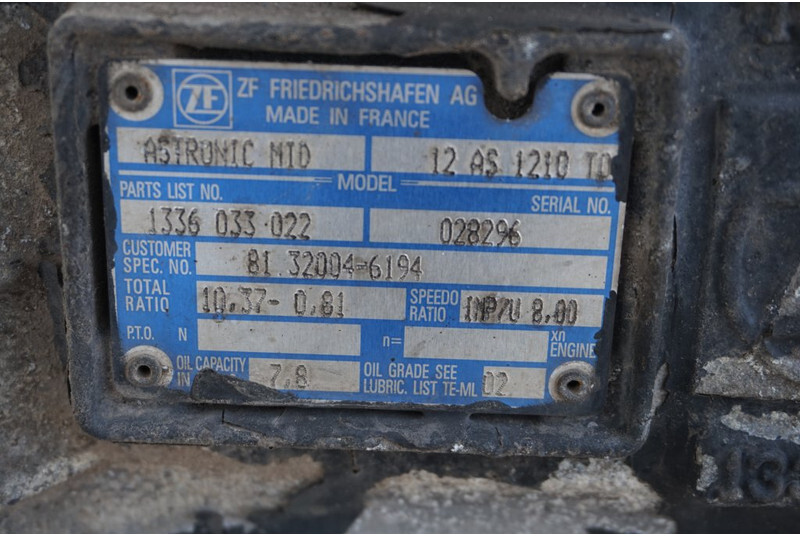 ZF ZF FRIEDRICHSHAFEN AG
MADE IN FRANCE
ASTRONIC MID 12 AS 1210 TO
MODEL
PARTS LIST NO. SERIAL NO.
1336 033 022 028296
CUSTOMER SPEC. NO. 81.32004-6194
TOTAL RATIO 10,37- 0,81 SPEEDO RATIO IMP/U 8,00
P.T.O. N n= xn ENGINE
OIL CAPACITY IN 7,8 OIL GRADE SEE LUBRIC. LIST TE-ML 02